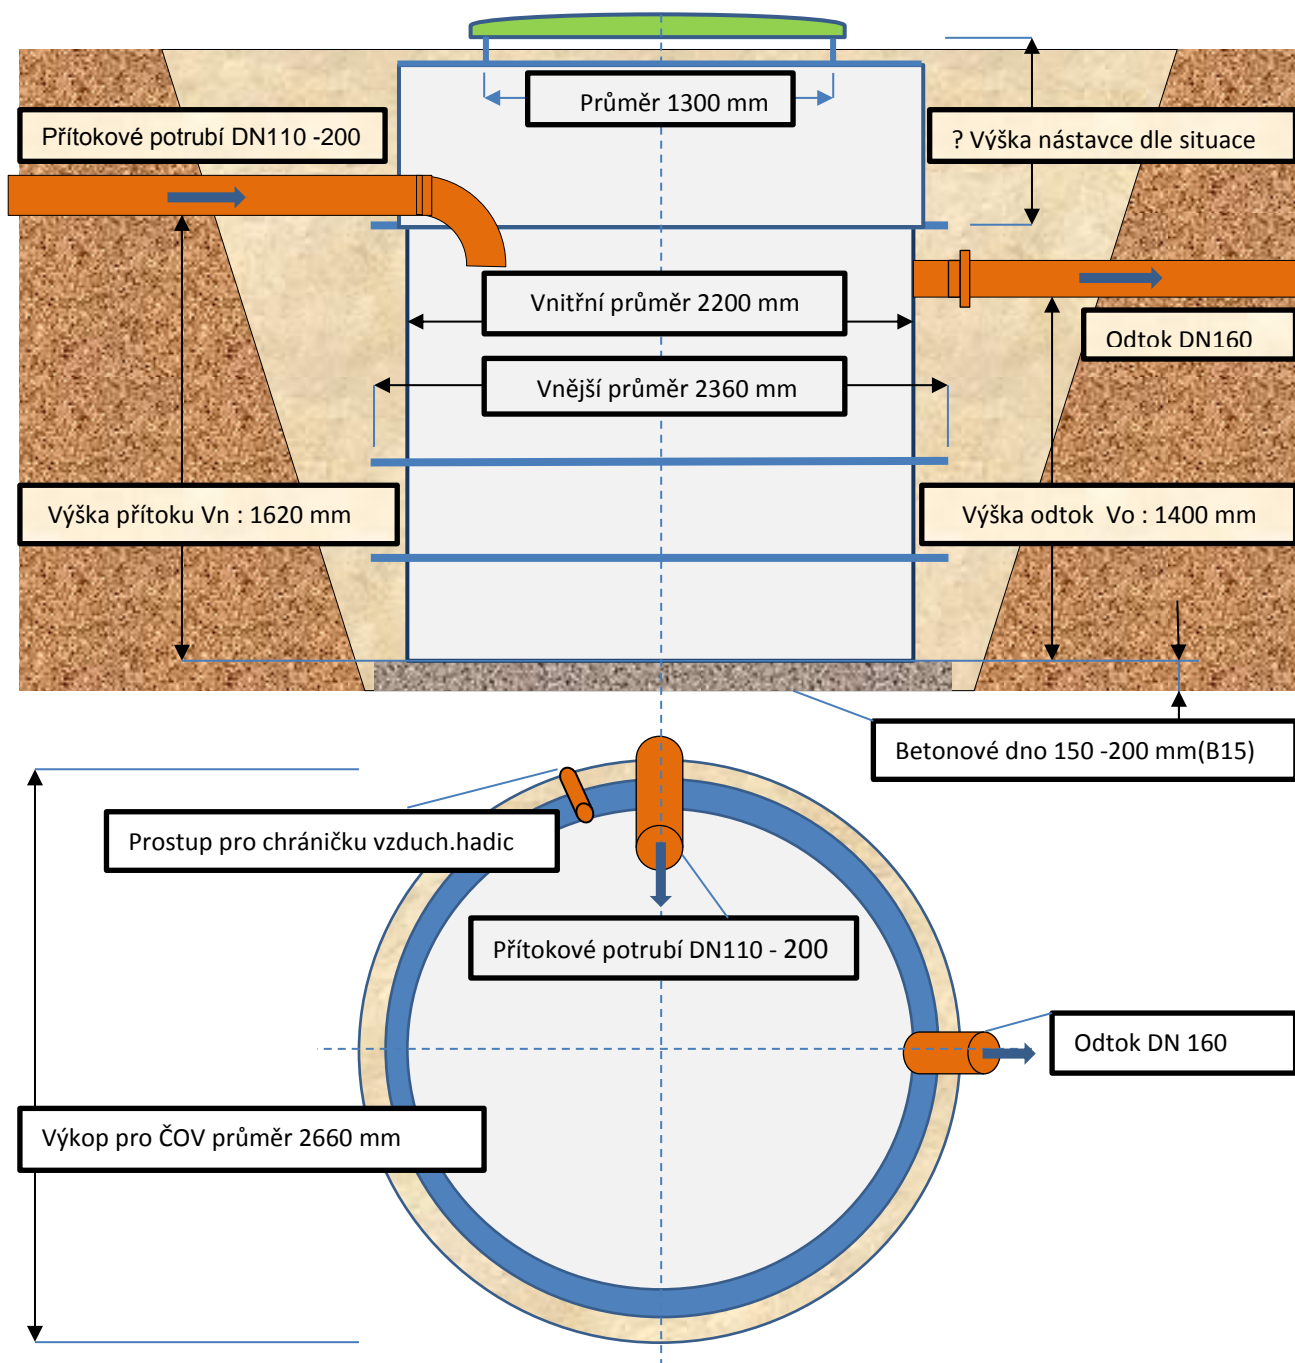 Průměr 1300 mm
Přítokové potrubí DN110 -200
? Výška nástavce dle situace
Vnitřní průměr 2200 mm
Odtok DN160
Vnější průměr 2360 mm
Výška přítoku Vn : 1620 mm
Výška odtok Vo : 1400 mm
Betonové dno 150 -200 mm(B15)
Prostup pro chráničku vzduch.hadic
Přítokové potrubí DN110 - 200
Odtok DN 160
Výkop pro ČOV průměr 2660 mm